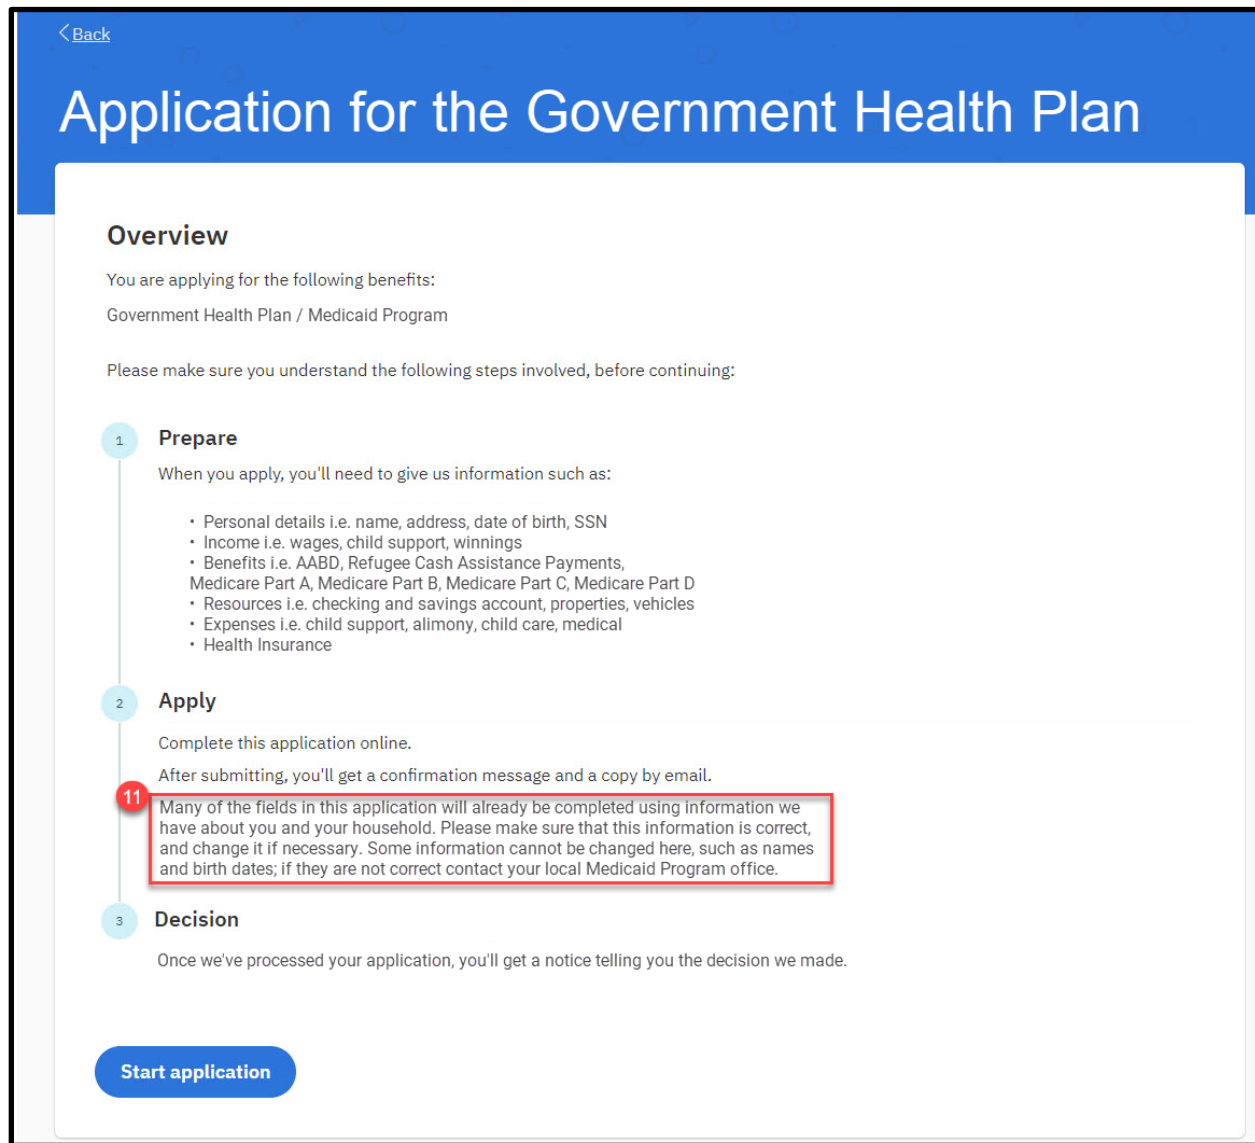 Back
Application for the Government Health Plan
Overview
You are applying for the following benefits:
Government Health Plan / Medicaid Program
Please make sure you understand the following steps involved, before continuing:
1 Prepare
When you apply, you'll need to give us information such as:
• Personal details i.e. name, address, date of birth, SSN
• Income i.e. wages, child support, winnings
• Benefits i.e. AABD, Refugee Cash Assistance Payments,
Medicare Part A, Medicare Part B, Medicare Part C, Medicare Part D
• Resources i.e. checking and savings account, properties, vehicles
• Expenses i.e. child support, alimony, child care, medical
• Health Insurance
2 Apply
Complete this application online.
After submitting, you'll get a confirmation message and a copy by email.
11
Many of the fields in this application will already be completed using information we
have about you and your household. Please make sure that this information is correct,
and change it if necessary. Some information cannot be changed here, such as names
and birth dates; if they are not correct contact your local Medicaid Program office.
3 Decision
Once we've processed your application, you'll get a notice telling you the decision we made.
Start application